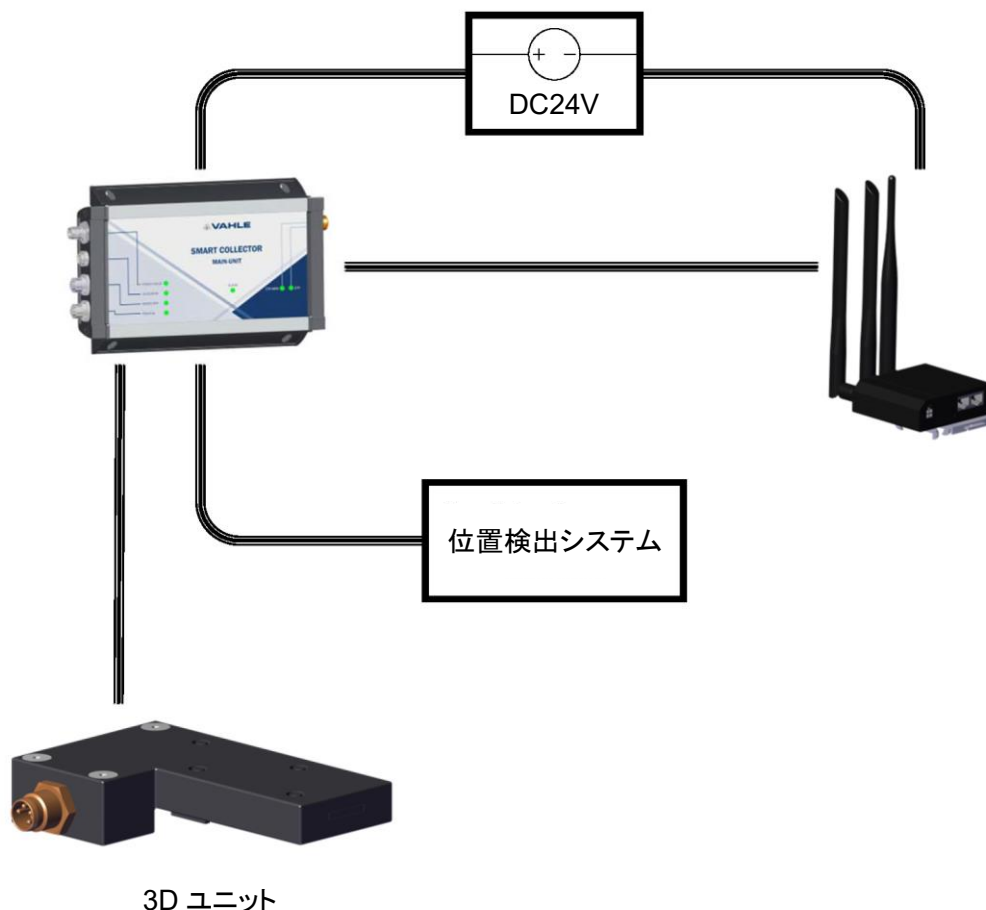 + -
DC24V
VAHLE
SMART COLLECTOR
MAIN-UNIT
位置検出システム
3D ユニット